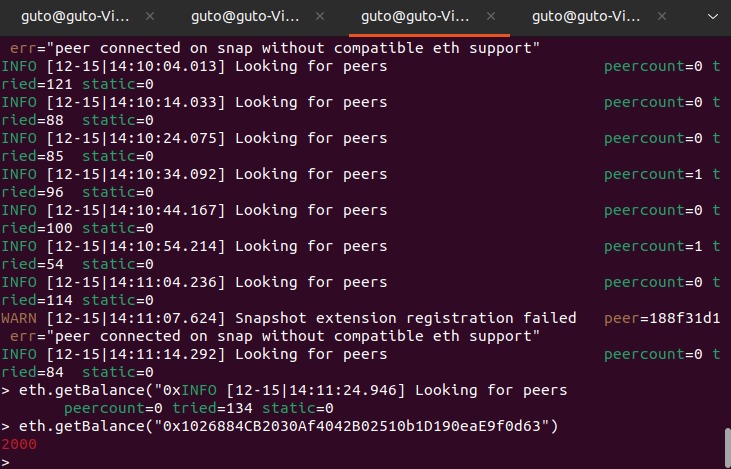 guto@guto-Vi... × guto@guto-Vi... × guto@guto-Vi... × guto@guto-Vi... ×
err="peer connected on snap without compatible eth support"
INFO [12-15|14:10:04.013] Looking for peers peercount=0 t
ried=121 static=0
INFO [12-15|14:10:14.033] Looking for peers peercount=0 t
ried=88 static=0
INFO [12-15|14:10:24.075] Looking for peers peercount=0 t
ried=85 static=0
INFO [12-15|14:10:34.092] Looking for peers peercount=1 t
ried=96 static=0
INFO [12-15|14:10:44.167] Looking for peers peercount=0 t
ried=100 static=0
INFO [12-15|14:10:54.214] Looking for peers peercount=1 t
ried=54 static=0
INFO [12-15|14:11:04.236] Looking for peers peercount=0 t
ried=114 static=0
WARN [12-15|14:11:07.624] Snapshot extension registration failed peer=188f31d1
err="peer connected on snap without compatible eth support"
INFO [12-15|14:11:14.292] Looking for peers peercount=0 t
ried=84 static=0
> eth.getBalance("0xINFO [12-15|14:11:24.946] Looking for peers
peercount=0 tried=134 static=0
> eth.getBalance("0x1026884CB2030Af4042B02510b1D190eaE9f0d63")
2000
>